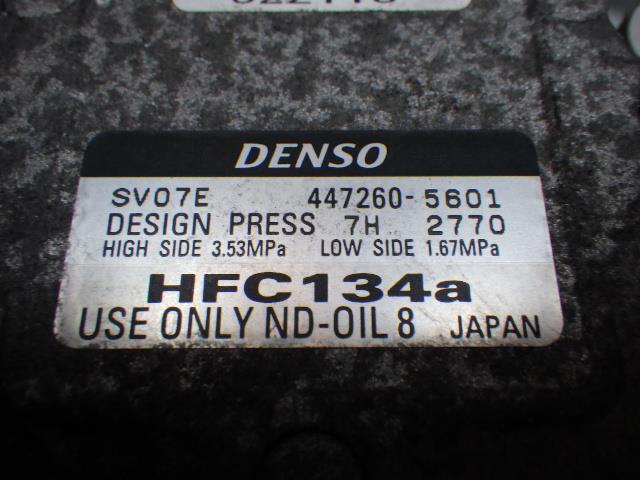 DENSO
SV07E 447260-5601
DESIGN PRESS 7H 2770
HIGH SIDE 3.53MPa LOW SIDE 1.67MPa
HFC134a
USE ONLY ND-OIL 8 JAPAN